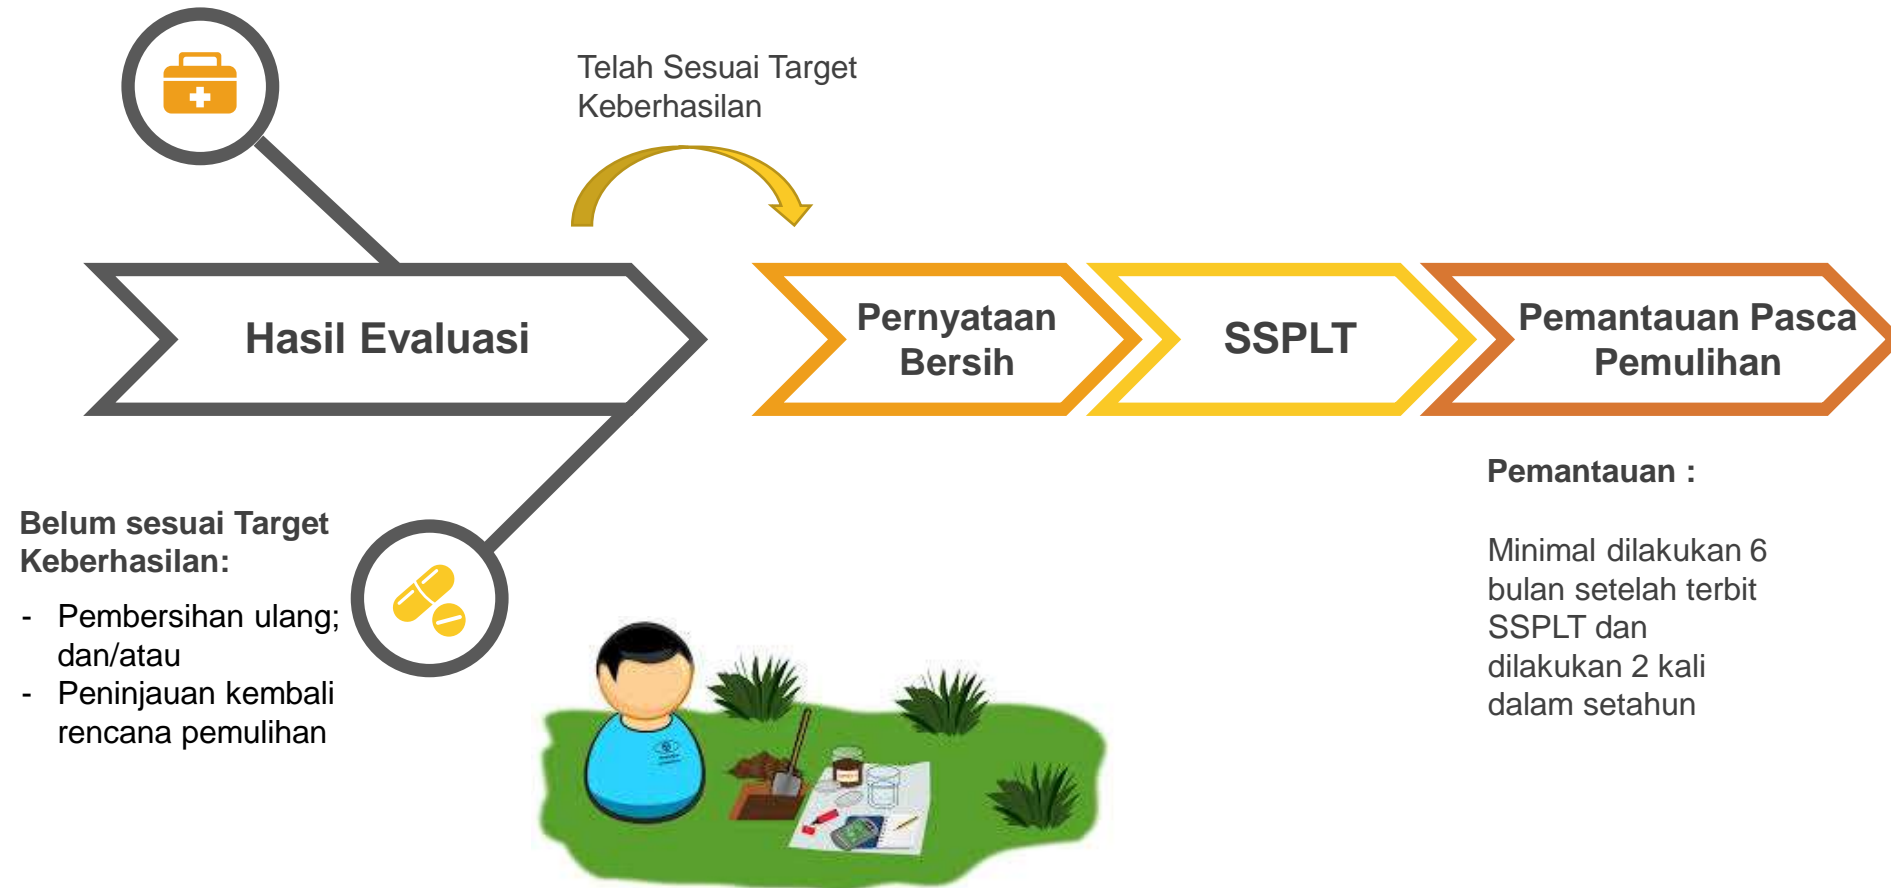 Telah Sesuai Target
Keberhasilan
Hasil Evaluasi
Pernyataan
Bersih
SSPLT
Pemantauan Pasca
Pemulihan
Belum sesuai Target
Keberhasilan:
- Pembersihan ulang;
dan/atau
- Peninjauan kembali
rencana pemulihan
Pemantauan :
Minimal dilakukan 6
bulan setelah terbit
SSPLT dan
dilakukan 2 kali
dalam setahun